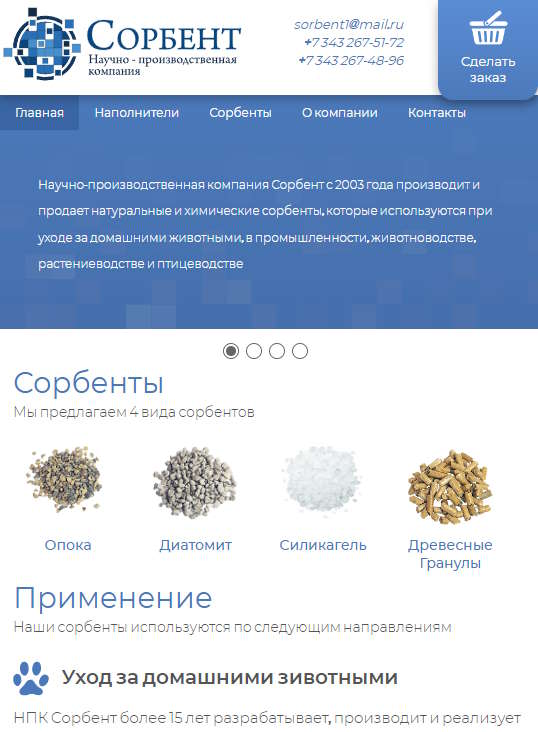 Сорбент
Научно - производственная
компания
sorbent1@mail.ru
+7 343 267-51-72
+7 343 267-48-96
Сделать
заказ
Главная Наполнители Сорбенты О компании Контакты
Научно-производственная компания Сорбент с 2003 года производит и
продает натуральные и химические сорбенты, которые используются при
уходе за домашними животными, в промышленности, животноводстве,
растениеводстве и птицеводстве
Сорбенты
Мы предлагаем 4 вида сорбентов
Опока Диатомит Силикагель Древесные
Гранулы
Применение
Наши сорбенты используются по следующим направлениям
Уход за домашними зивотными
НПК Сорбент более 15 лет разрабатывает, производит и реализует